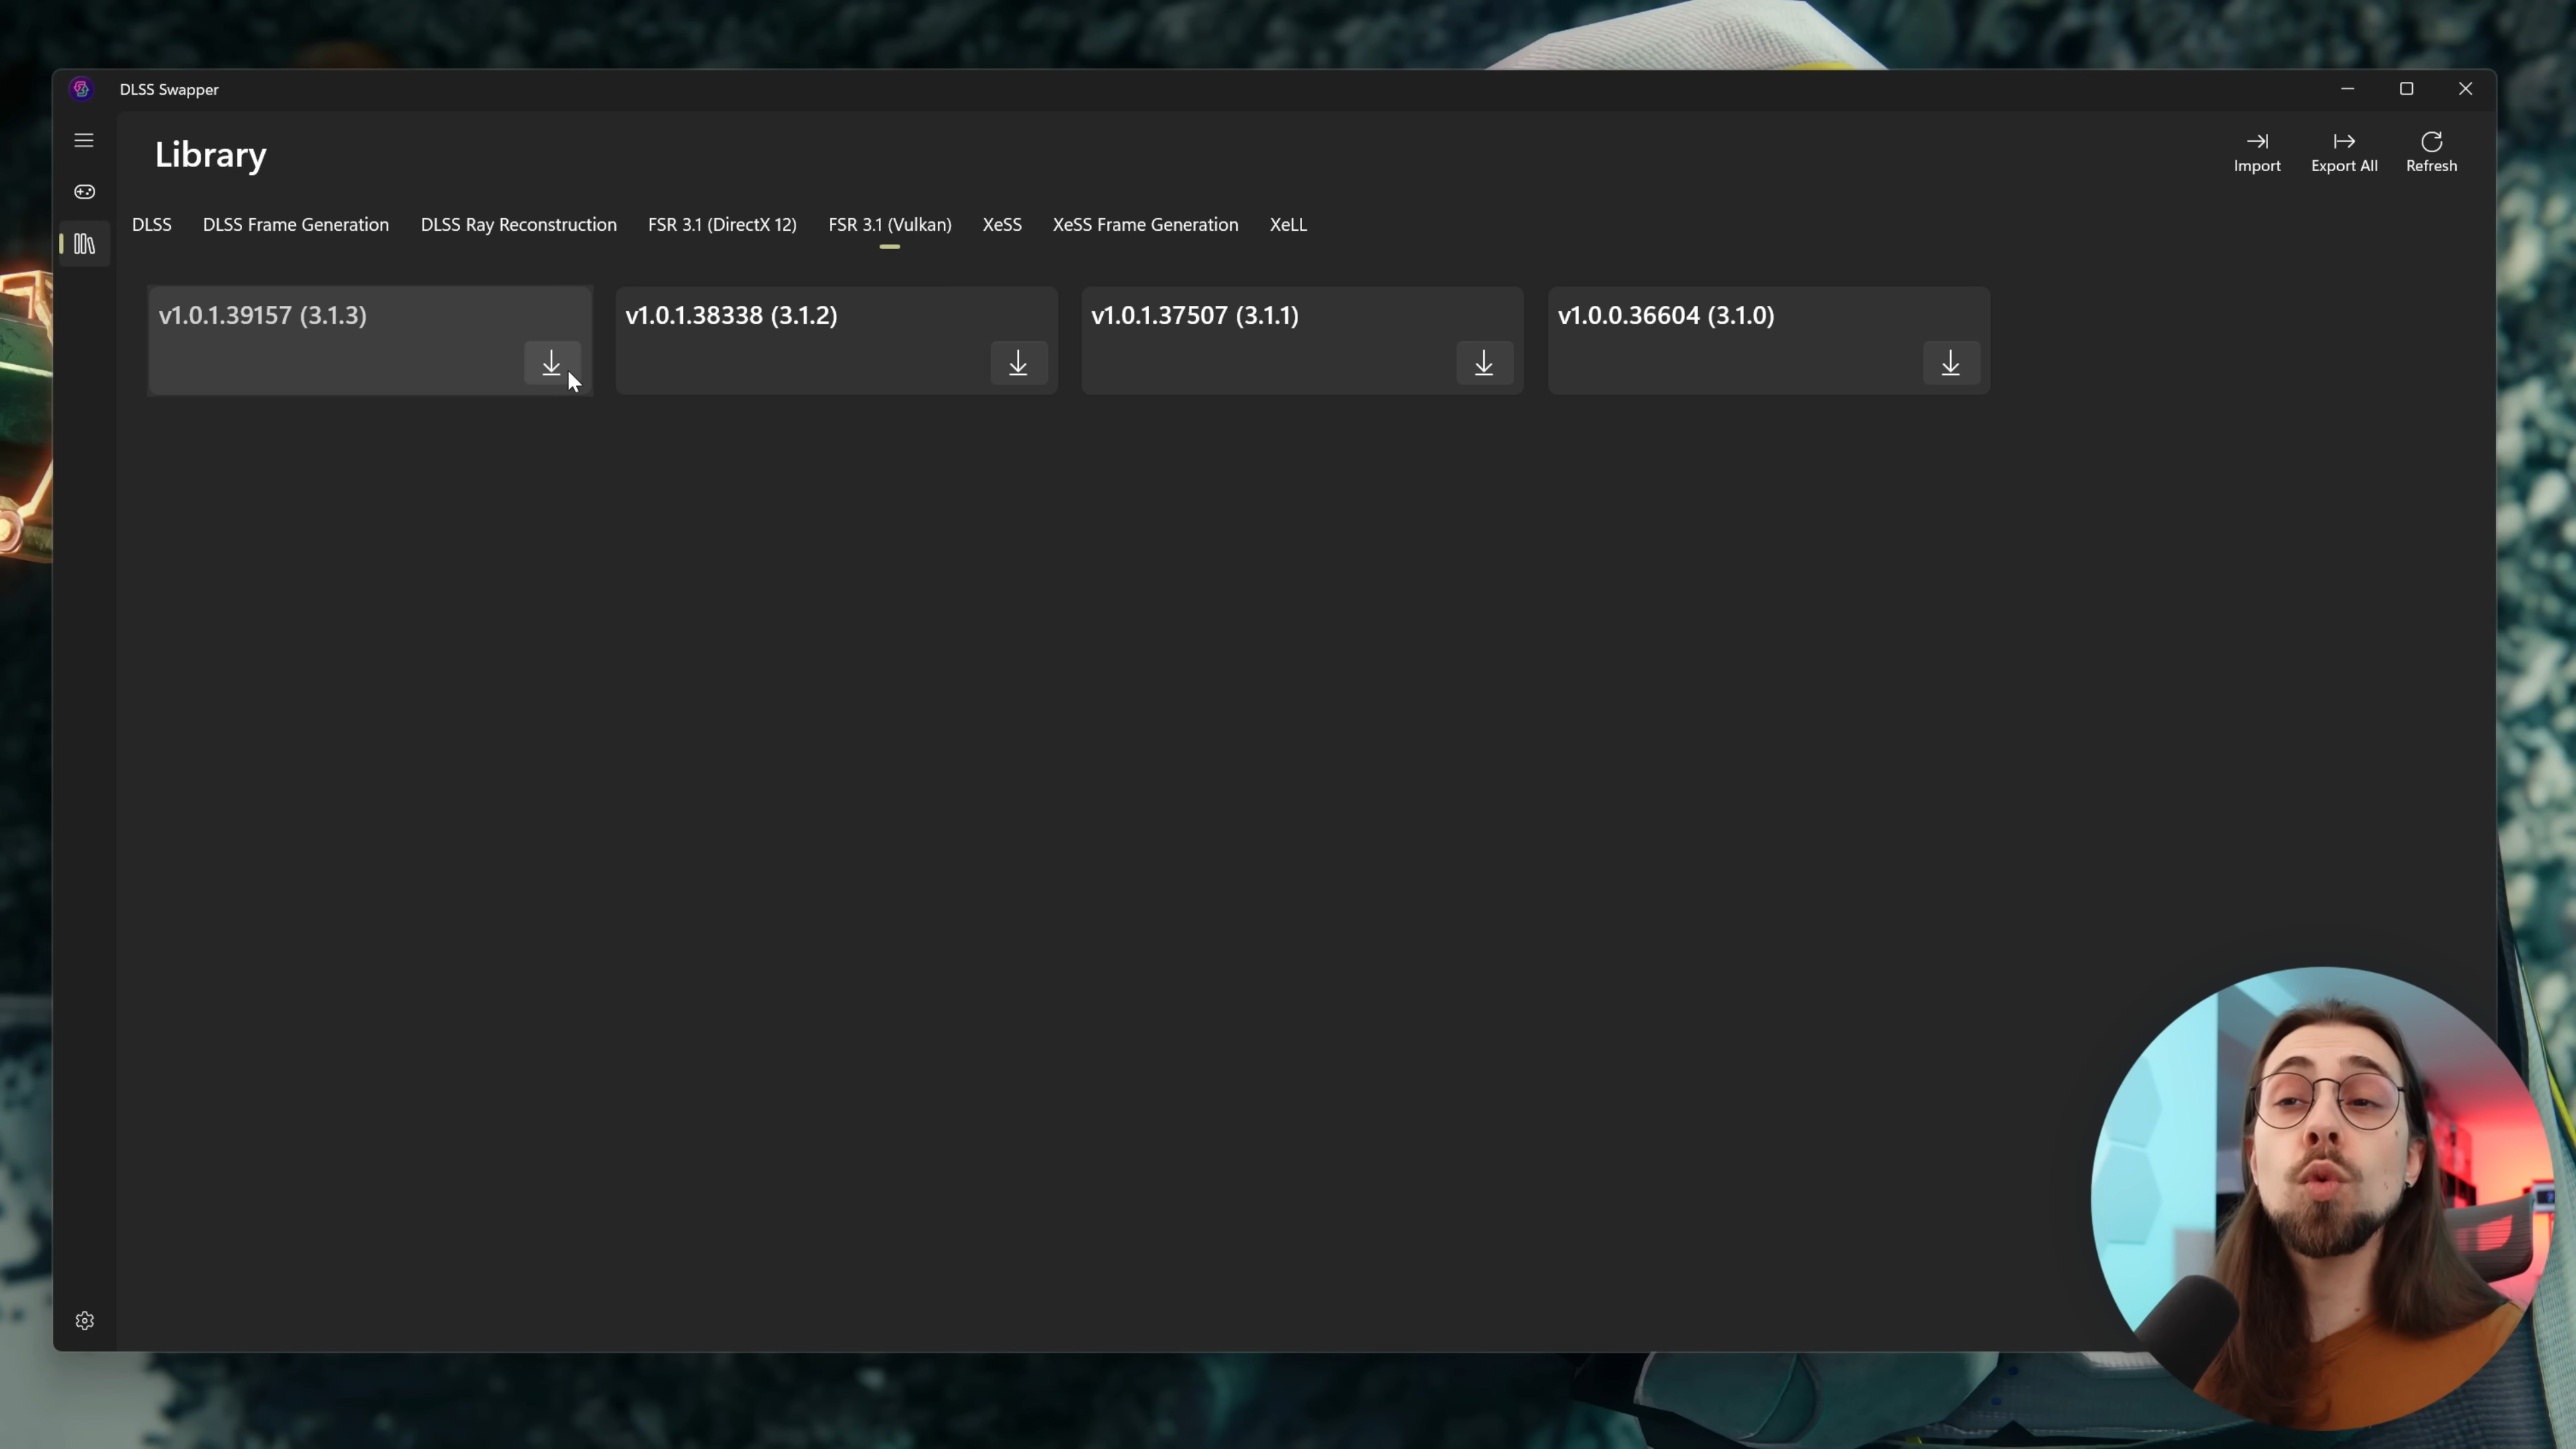 DLSS Swapper
Library
Import
Export All
Refresh
DLSS
DLSS Frame Generation
DLSS Ray Reconstruction
FSR 3.1 (DirectX 12)
FSR 3.1 (Vulkan)
XeSS
XeSS Frame Generation
XeLL
v1.0.1.39157 (3.1.3)
v1.0.1.38338 (3.1.2)
v1.0.1.37507 (3.1.1)
v1.0.0.36604 (3.1.0)